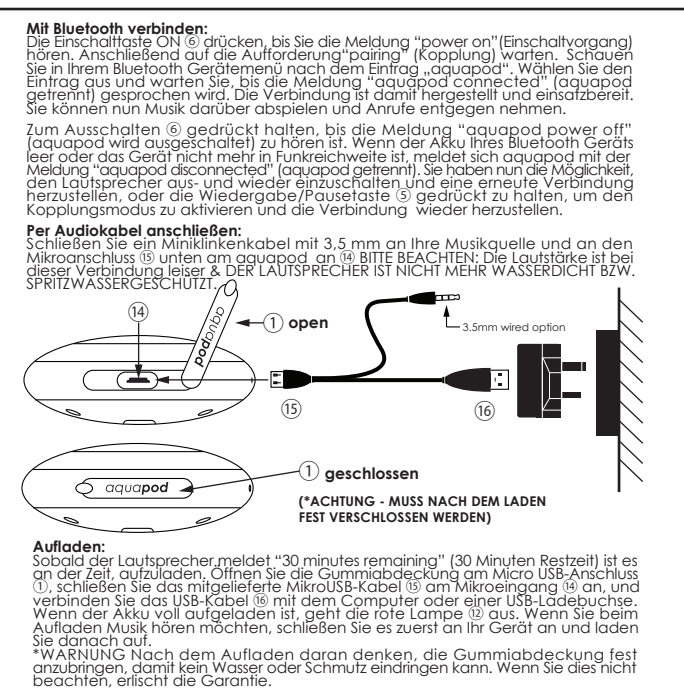 Mit Bluetooth verbinden:
Die Einschalttaste ON ⑥ drücken, bis Sie die Meldung "power on"(Einschaltvorgang)
hören. Anschließend auf die Aufforderung"pairing" (Kopplung) warten. Schauen
Sie in Ihrem Bluetooth Gerätemenü nach dem Eintrag „aquapod". Wählen Sie den
Eintrag aus und warten Sie, bis die Meldung "aquapod connected" (aquapod
getrennt) gesprochen wird. Die Verbindung ist damit hergestellt und einsatzbereit.
Sie können nun Musik darüber abspielen und Anrufe entgegen nehmen.
Zum Ausschalten ⑥ gedrückt halten, bis die Meldung "aquapod power off"
(aquapod wird ausgeschaltet) zu hören ist. Wenn der Akku Ihres Bluetooth Geräts
leer oder das Gerät nicht mehr in Funkreichweite ist, meldet sich aquapod mit der
Meldung "aquapod disconnected" (aquapod getrennt). Sie haben nun die Möglichkeit,
den Lautsprecher aus- und wieder einzuschalten und eine erneute Verbindung
herzustellen, oder die Wiedergabe/Pausetaste ⑤ gedrückt zu halten, um den
Kopplungsmodus zu aktivieren und die Verbindung wieder herzustellen.
Per Audiokabel anschließen:
Schließen Sie ein Miniklinkenkabel mit 3,5 mm an Ihre Musikquelle und an den
Mikroanschluss ⑮ unten am aquapod an ⑭ BITTE BEACHTEN: Die Lautstärke ist bei
dieser Verbindung leiser & DER LAUTSPRECHER IST NICHT MEHR WASSERDICHT BZW.
SPRITZWASSERGESCHÜTZT.
⑭
aquapod
① open
3.5mm wired option
⑮
⑯
aquapod
① geschlossen
(*ACHTUNG - MUSS NACH DEM LADEN
FEST VERSCHLOSSEN WERDEN)
Aufladen:
Sobald der Lautsprecher meldet "30 minutes remaining" (30 Minuten Restzeit) ist es
an der Zeit, aufzuladen. Öffnen Sie die Gummiabdeckung am Micro USB-Anschluss
①, schließen Sie das mitgelieferte MikroUSB-Kabel ⑮ am Mikroeingang ⑭ an, und
verbinden Sie das USB-Kabel ⑯ mit dem Computer oder einer USB-Ladebuchse.
Wenn der Akku voll aufgeladen ist, geht die rote Lampe ⑫ aus. Wenn Sie beim
Aufladen Musik hören möchten, schließen Sie es zuerst an Ihr Gerät an und laden
Sie danach auf.
*WARNUNG Nach dem Aufladen daran denken, die Gummiabdeckung fest
anzubringen, damit kein Wasser oder Schmutz eindringen kann. Wenn Sie dies nicht
beachten, erlischt die Garantie.